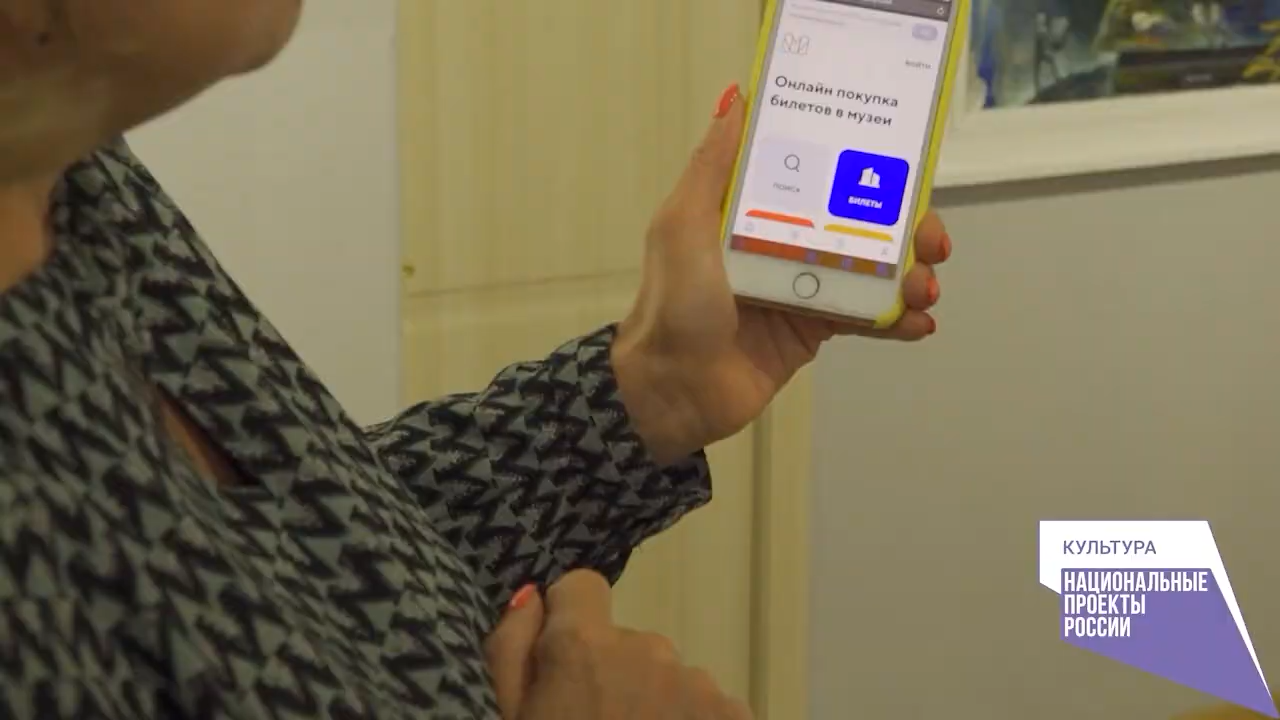 ВОЙТИ
Онлайн покупка
билетов в музеи
ПОИСК
БИЛЕТЫ
КУЛЬТУРА
НАЦИОНАЛЬНЫЕ
ПРОЕКТЫ
РОССИИ